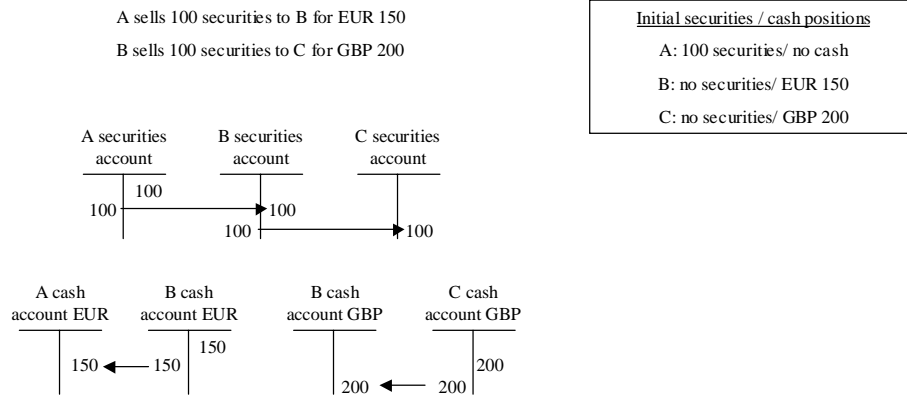 A sells 100 securities to B for EUR 150
B sells 100 securities to C for GBP 200
Initial securities / cash positions
A: 100 securities/ no cash
B: no securities/ EUR 150
C: no securities/ GBP 200
A securities
account
B securities
account
C securities
account
100
100
100
100
100
A cash
account EUR
B cash
account EUR
B cash
account GBP
C cash
account GBP
150
150
150
200
200
200